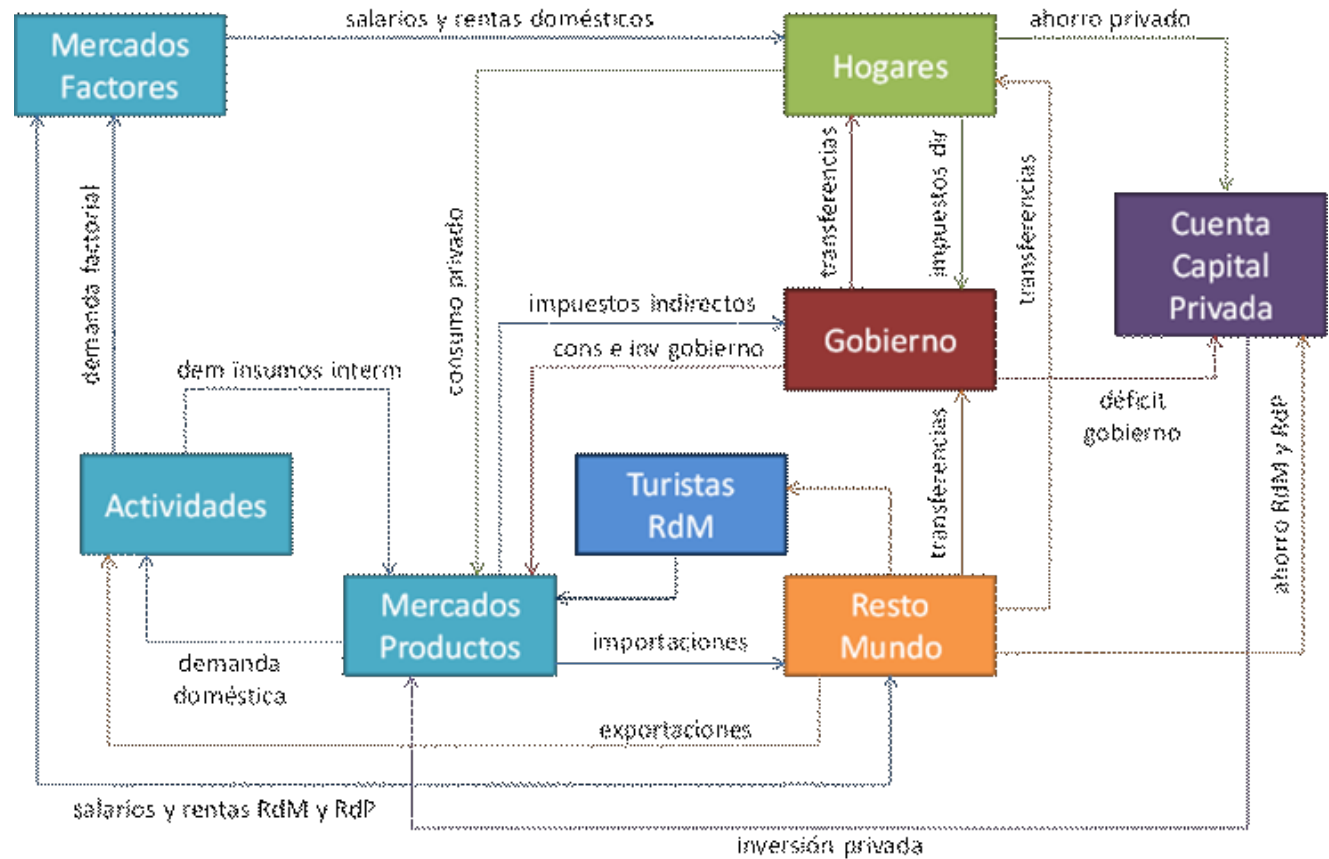 salarios y rentas domésticos
ahorro privado
Mercados
Factores
Hogares
transferencias
impuestos dir
transferencias
demanda factorial
consumo privado
Cuenta
Capital
Privada
impuestos indirectos
cons e inv gobierno
Gobierno
dem insumos interm
déficit
gobierno
transferencias
ahorro RdM y RdP
Actividades
Turistas
RdM
Mercados
Productos
Resto
Mundo
importaciones
demanda
doméstica
exportaciones
salarios y rentas RdM y RdP
inversión privada